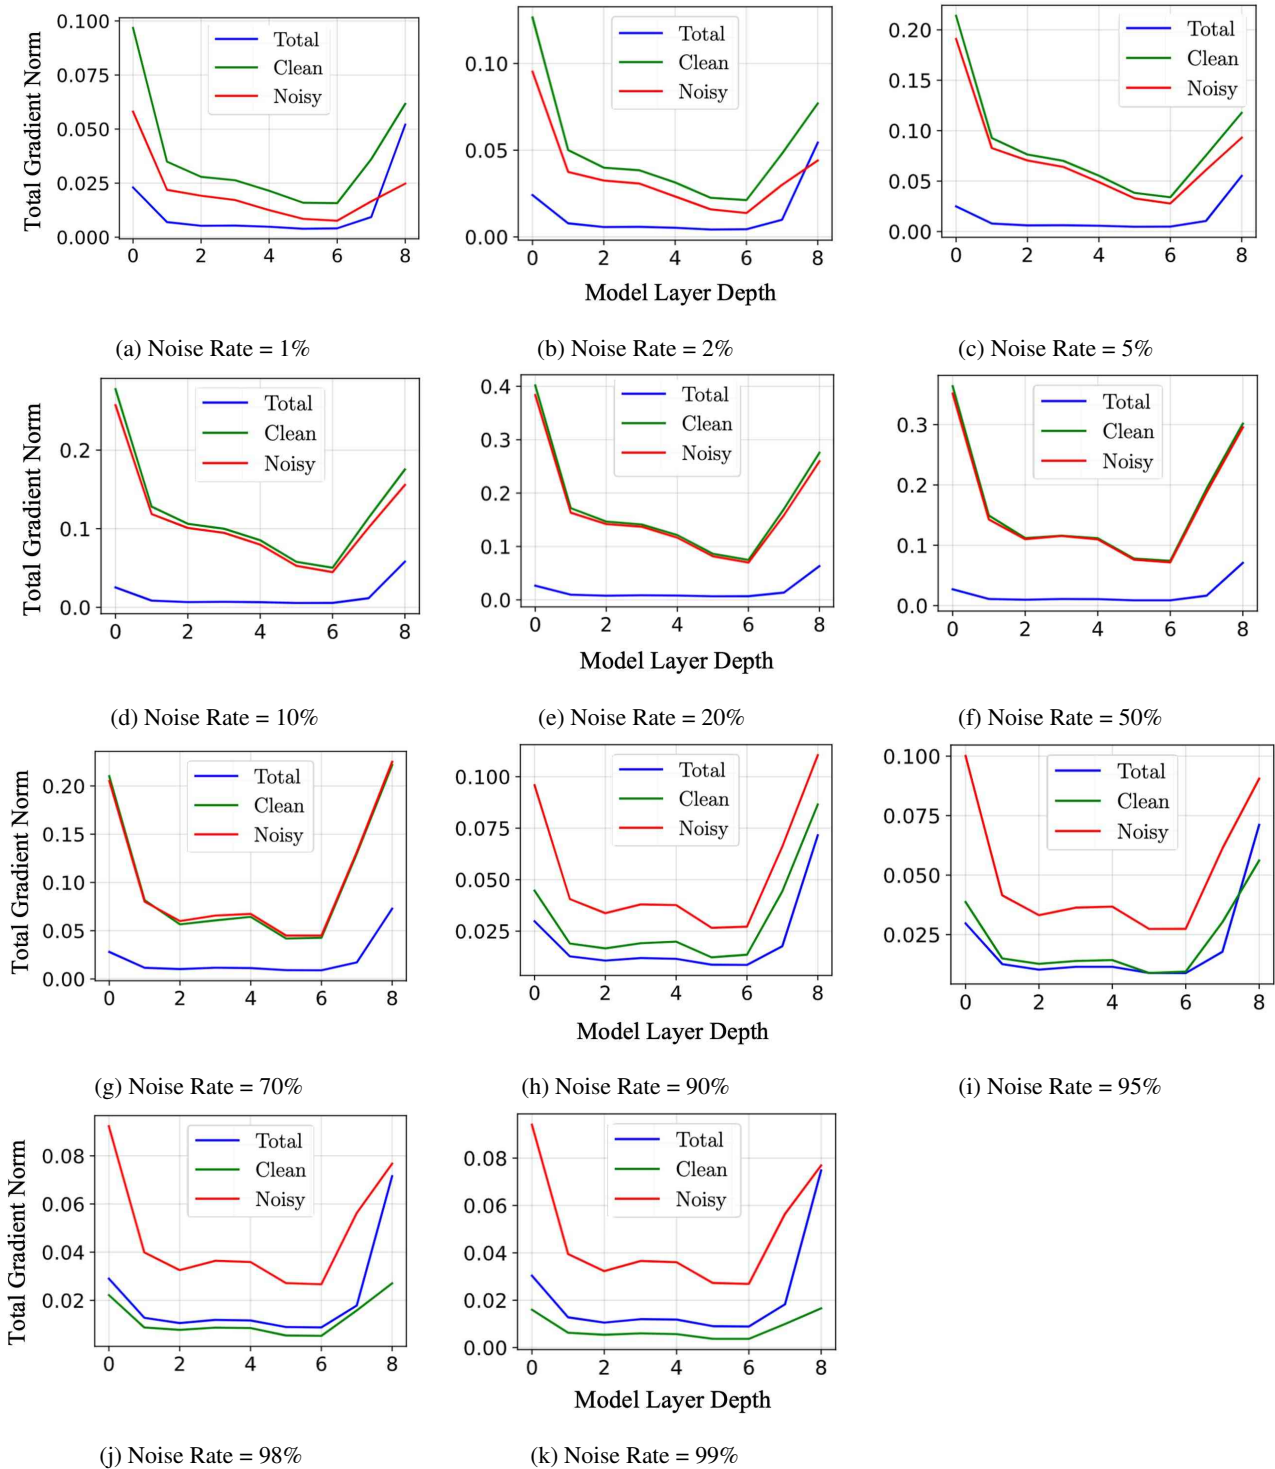 Total Gradient Norm
0.100
0.075
0.050
0.025
0.000
0 2 4 6 8
Total
Clean
Noisy
(a) Noise Rate = 1%
0.10
0.05
0.00
0 2 4 6 8
Total
Clean
Noisy
Model Layer Depth
(b) Noise Rate = 2%
0.20
0.15
0.10
0.05
0.00
0 2 4 6 8
Total
Clean
Noisy
(c) Noise Rate = 5%
Total Gradient Norm
0.2
0.1
0.0
0 2 4 6 8
Total
Clean
Noisy
(d) Noise Rate = 10%
0.4
0.3
0.2
0.1
0.0
0 2 4 6 8
Total
Clean
Noisy
Model Layer Depth
(e) Noise Rate = 20%
0.3
0.2
0.1
0.0
0 2 4 6 8
Total
Clean
Noisy
(f) Noise Rate = 50%
Total Gradient Norm
0.20
0.15
0.10
0.05
0.00
0 2 4 6 8
Total
Clean
Noisy
(g) Noise Rate = 70%
0.100
0.075
0.050
0.025
0 2 4 6 8
Total
Clean
Noisy
Model Layer Depth
(h) Noise Rate = 90%
0.100
0.075
0.050
0.025
0 2 4 6 8
Total
Clean
Noisy
(i) Noise Rate = 95%
Total Gradient Norm
0.08
0.06
0.04
0.02
0 2 4 6 8
Total
Clean
Noisy
(j) Noise Rate = 98%
0.08
0.06
0.04
0.02
0.00
0 2 4 6 8
Total
Clean
Noisy
Model Layer Depth
(k) Noise Rate = 99%